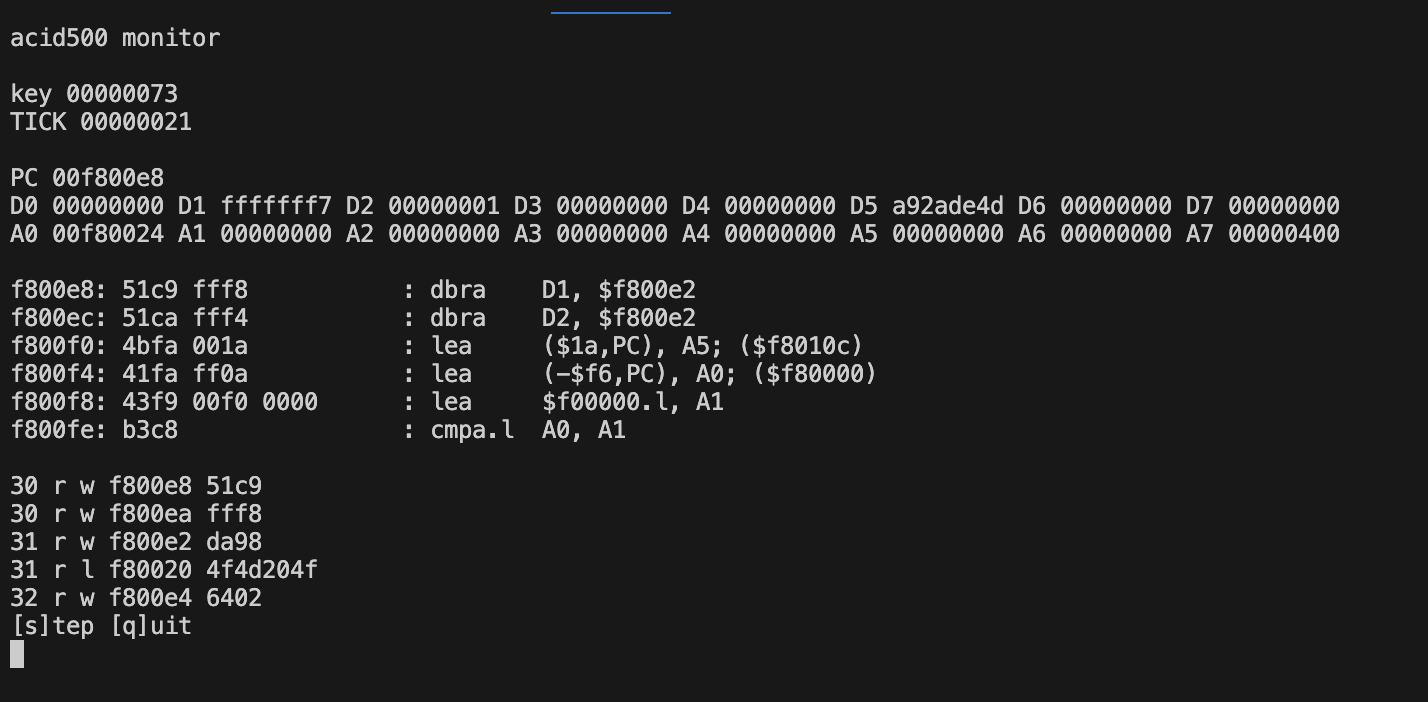 acid500 monitor
key 00000073
TICK 00000021
PC 00f800e8
D0 00000000 D1 fffffff7 D2 00000001 D3 00000000 D4 00000000 D5 a92ade4d D6 00000000 D7 00000000
A0 00f80024 A1 00000000 A2 00000000 A3 00000000 A4 00000000 A5 00000000 A6 00000000 A7 00000400
f800e8: 51c9 fff8 : dbra D1, $f800e2
f800ec: 51ca fff4 : dbra D2, $f800e2
f800f0: 4bfa 001a : lea ($1a,PC), A5; ($f8010c)
f800f4: 41fa ff0a : lea (-$f6,PC), A0; ($f80000)
f800f8: 43f9 00f0 0000 : lea $f00000.l, A1
f800fe: b3c8 : cmpa.l A0, A1
30 r w f800e8 51c9
30 r w f800ea fff8
31 r w f800e2 da98
31 r l f80020 4f4d204f
32 r w f800e4 6402
[s]tep [q]uit